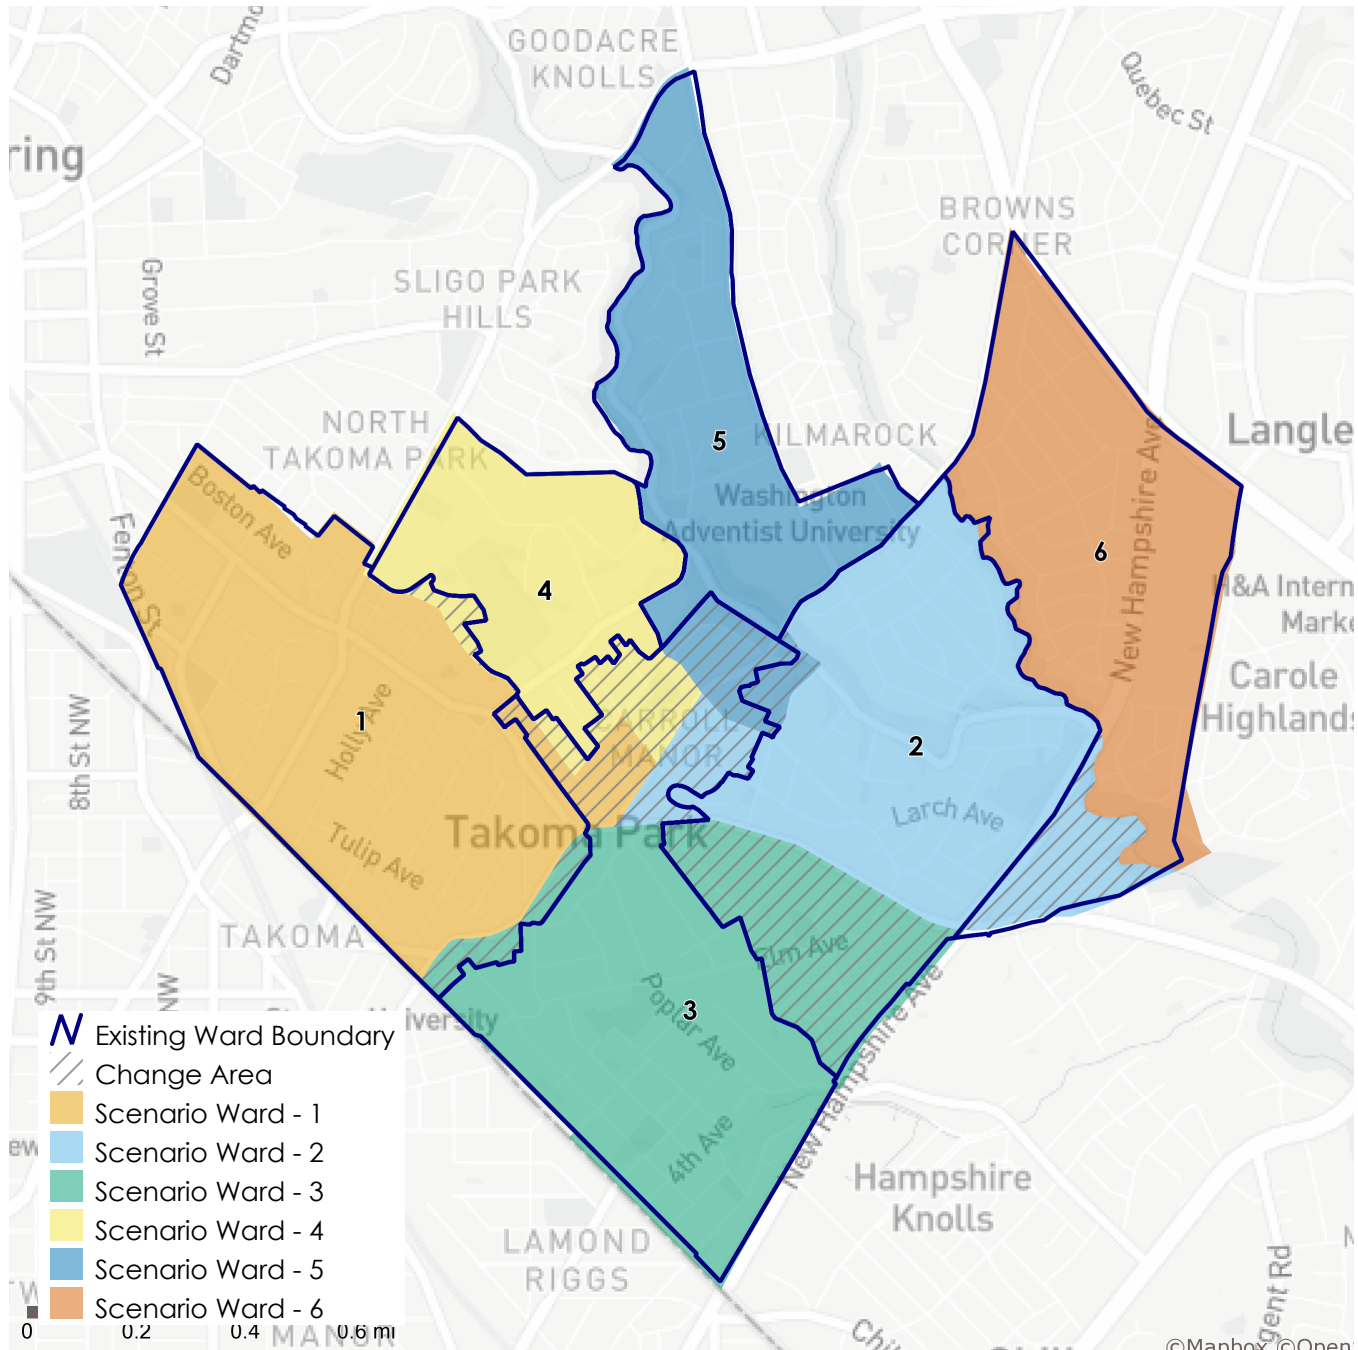 GOODACRE
KNOLLS
Dartmo
Quebec St
ring
BROWNS
CORNER
Grove St
SLIGO PARK
HILLS
NORTH
TAKOMA PARK
5
KILMAROCK
Langle
Boston Ave
Washington
Adventist University
Fenton St
6
New Hampshire Ave
4
H&A Intern
Marke
Carole
Highlands
1
Holly Ave
CARROLL
MANOR
2
8th St NW
Larch Ave
Takoma Park
Tulip Ave
TAKOMA
9th St NW
NW
Elm Ave
3
Poplar Ave
iversity
New Hampshire Ave
4th Ave
Hampshire
Knolls
LAMOND
RIGGS
Existing Ward Boundary
Change Area
Scenario Ward - 1
Scenario Ward - 2
Scenario Ward - 3
Scenario Ward - 4
Scenario Ward - 5
Scenario Ward - 6
0 0.2 0.4 0.6 mi
MANOR
gent Rd
©Mapbox ©Open